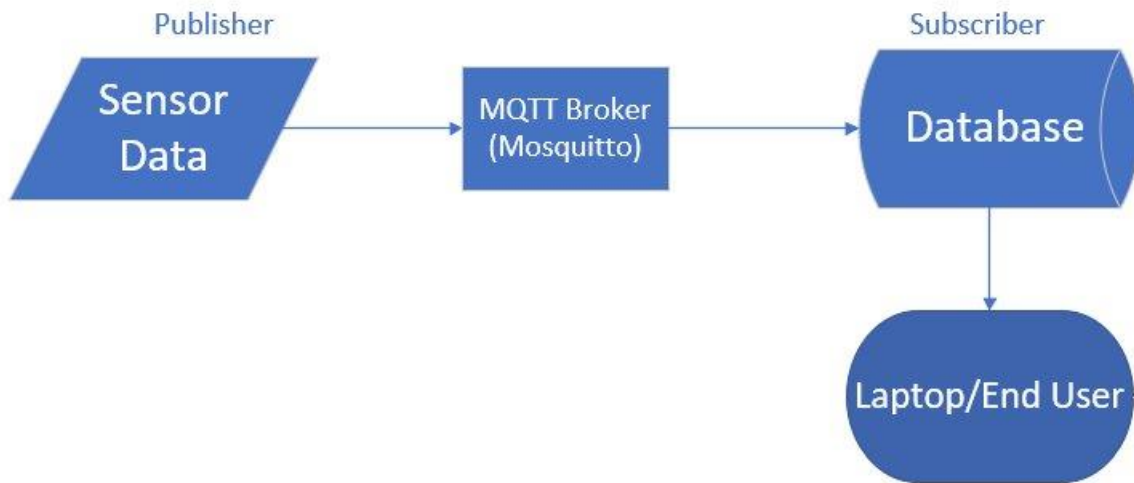 Publisher
Subscriber
Sensor
Data
MQTT Broker
(Mosquitto)
Database
Laptop/End User